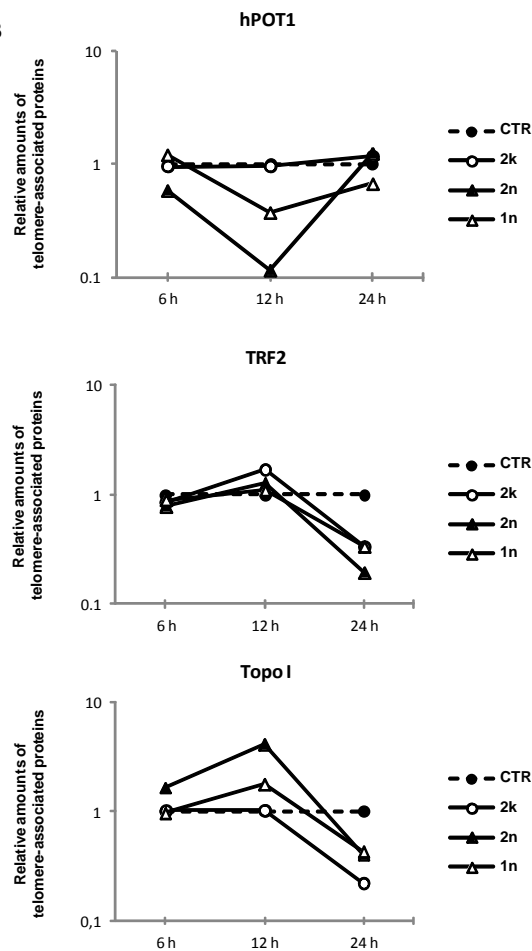 hPOT1
Relative amounts of
telomere-associated proteins
10
1
0.1
6 h
12 h
24 h
CTR
2k
2n
1n
TRF2
Relative amounts of
telomere-associated proteins
10
1
0.1
6 h
12 h
24 h
CTR
2k
2n
1n
Topo I
Relative amounts of
telomere-associated proteins
10
1
0,1
6 h
12 h
24 h
CTR
2k
2n
1n